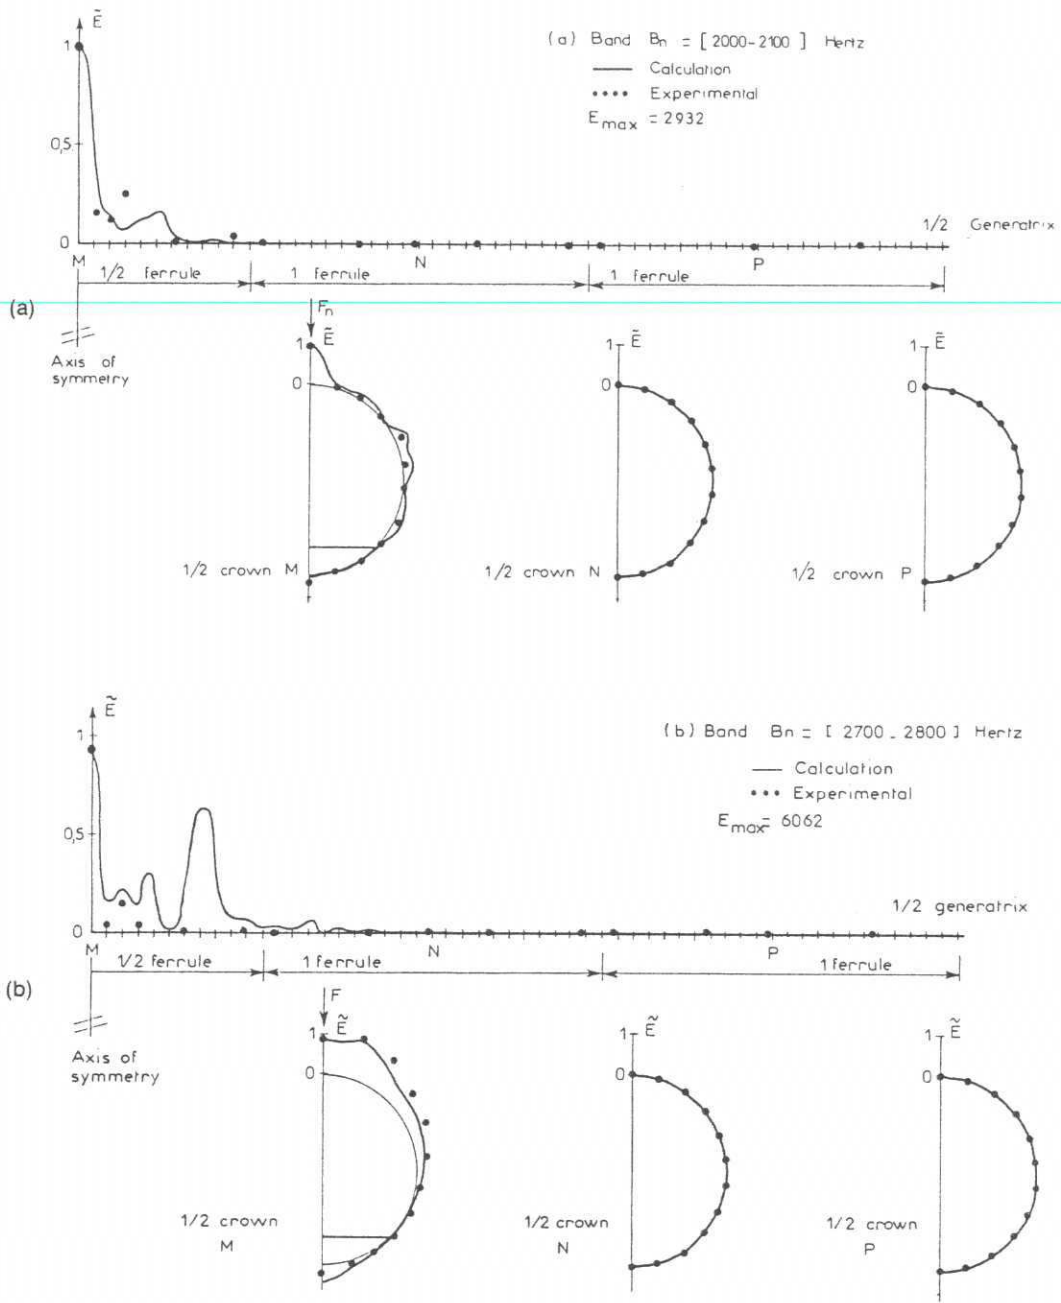 Ẽ
(a) Band Bn = [ 2000-2100 ] Hertz
Calculation
Experimental
Emax = 2932
1
0,5
0
1/2 Generatrix
M N P
1/2 ferrule 1 ferrule 1 ferrule
(a)
Fn
Axis of
symmetry
1 Ẽ
0
1 Ẽ
0
1 Ẽ
0
1/2 crown M
1/2 crown N
1/2 crown P
Ẽ
(b) Band Bn = [ 2700 - 2800 ] Hertz
Calculation
Experimental
Emax= 6062
1
0,5
0
1/2 generatrix
M N P
1/2 ferrule 1 ferrule 1 ferrule
(b)
F
Axis of
symmetry
1 Ẽ
0
1 Ẽ
0
1 Ẽ
0
1/2 crown
M
1/2 crown
N
1/2 crown
P